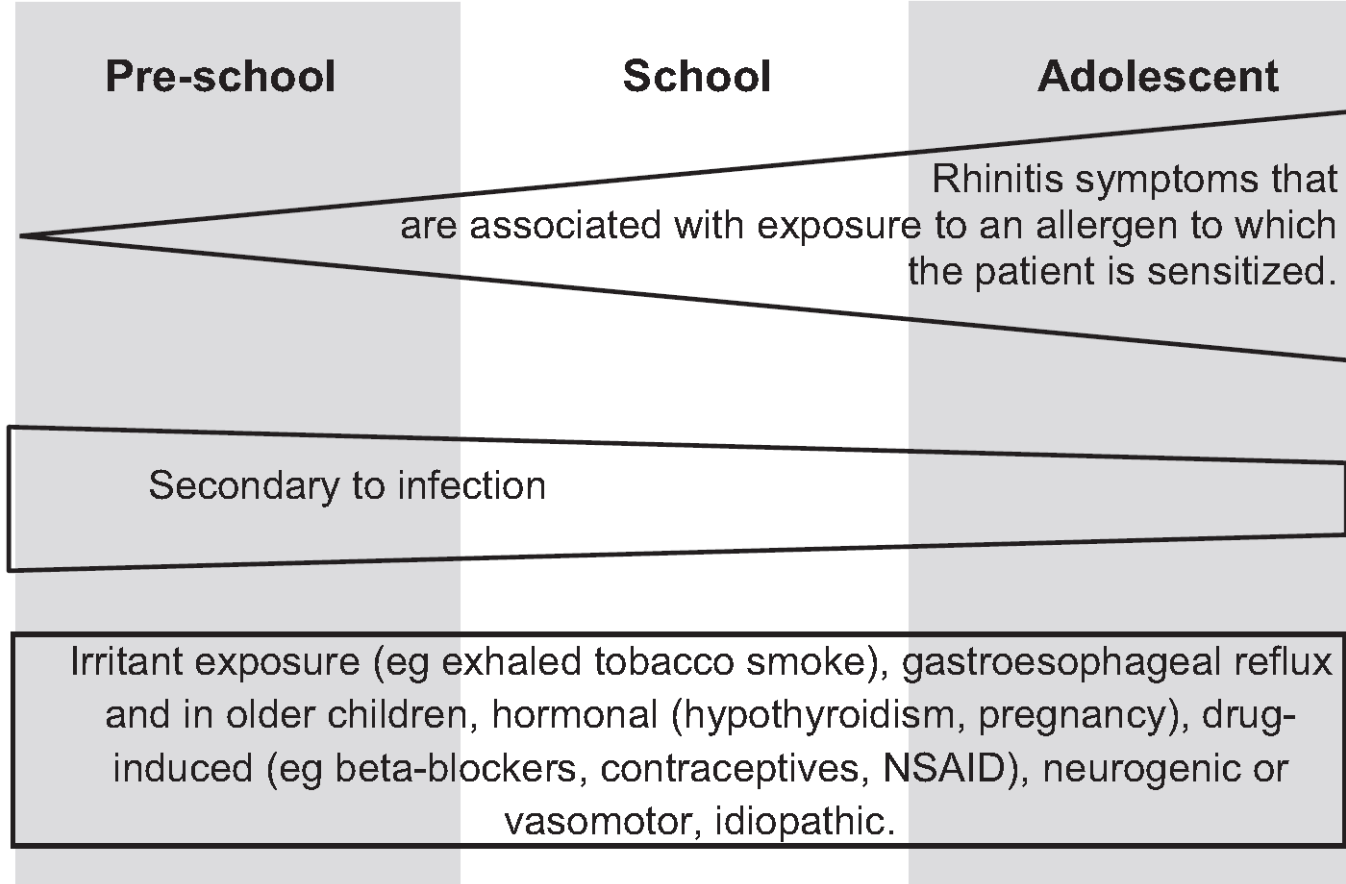 Pre-school School Adolescent
Rhinitis symptoms that
are associated with exposure to an allergen to which
the patient is sensitized.
Secondary to infection
Irritant exposure (eg exhaled tobacco smoke), gastroesophageal reflux
and in older children, hormonal (hypothyroidism, pregnancy), drug-
induced (eg beta-blockers, contraceptives, NSAID), neurogenic or
vasomotor, idiopathic.